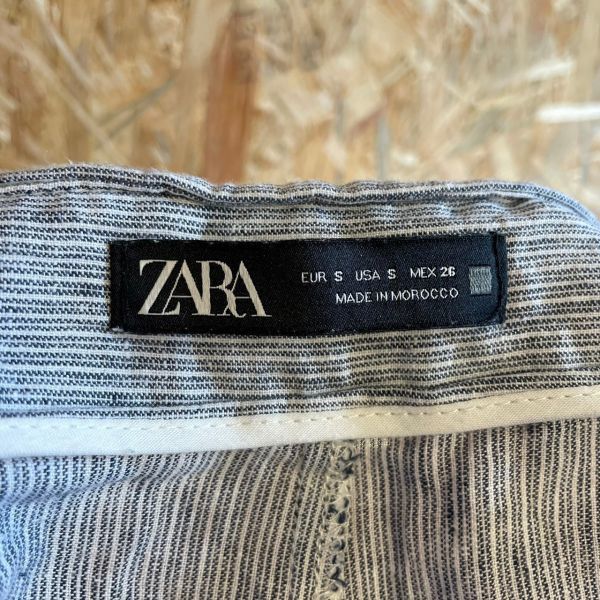 ZARA
EUR S USA S MEX 26
MADE IN MOROCCO